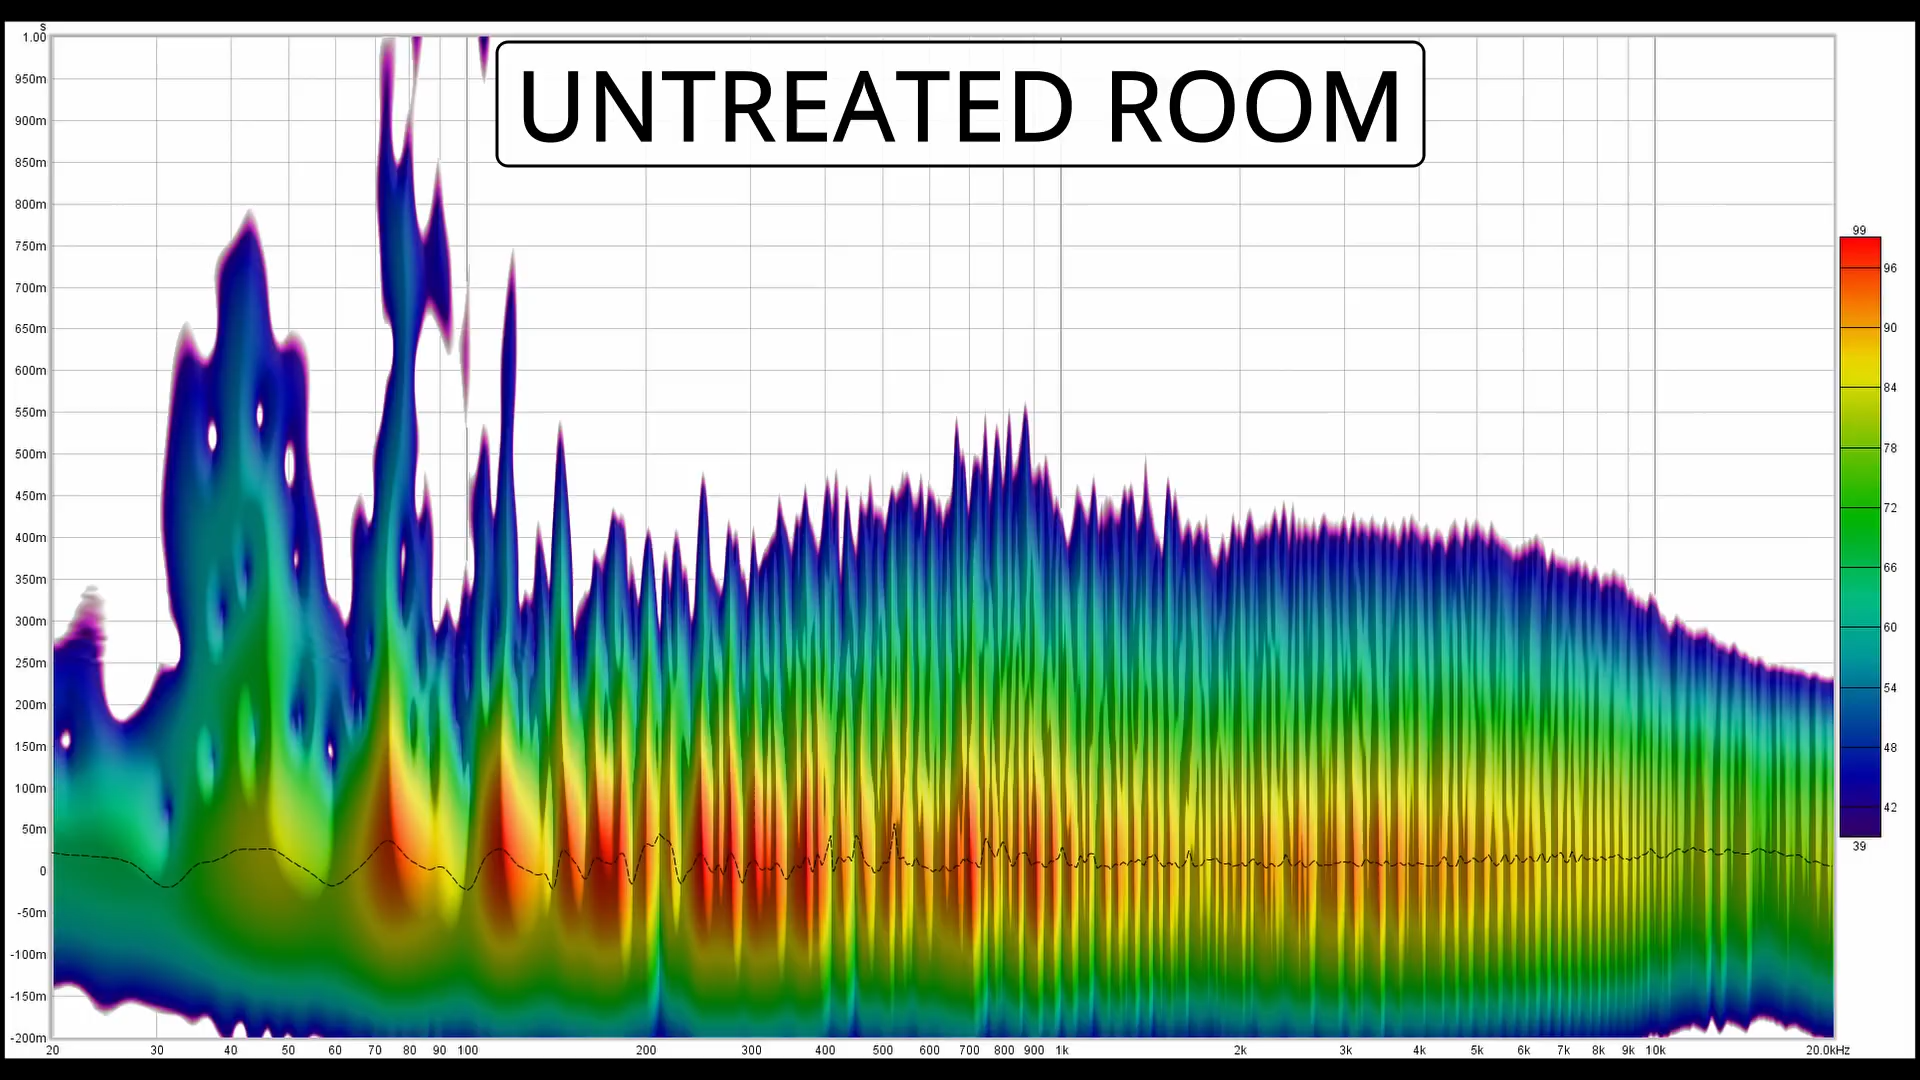 s
1.00
UNTREATED ROOM
950m
900m
850m
800m
750m
700m
650m
600m
550m
500m
450m
400m
350m
300m
250m
200m
150m
100m
50m
0
-50m
-100m
-150m
-200m
20 30 40 50 60 70 80 90 100 200 300 400 500 600 700 800 900 1k 2k 3k 4k 5k 6k 7k 8k 9k 10k 20.0kHz
99
96
90
84
78
72
66
60
54
48
42
39